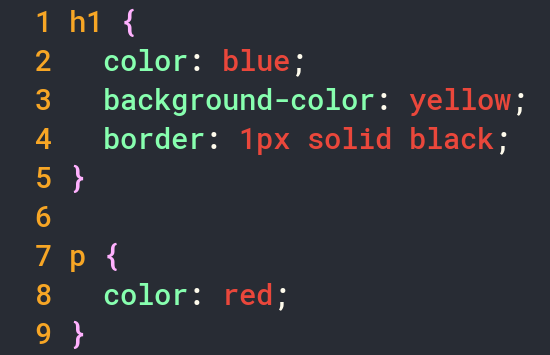 1 h1 {
2   color: blue;
3   background-color: yellow;
4   border: 1px solid black;
5 }
6
7 p {
8   color: red;
9 }